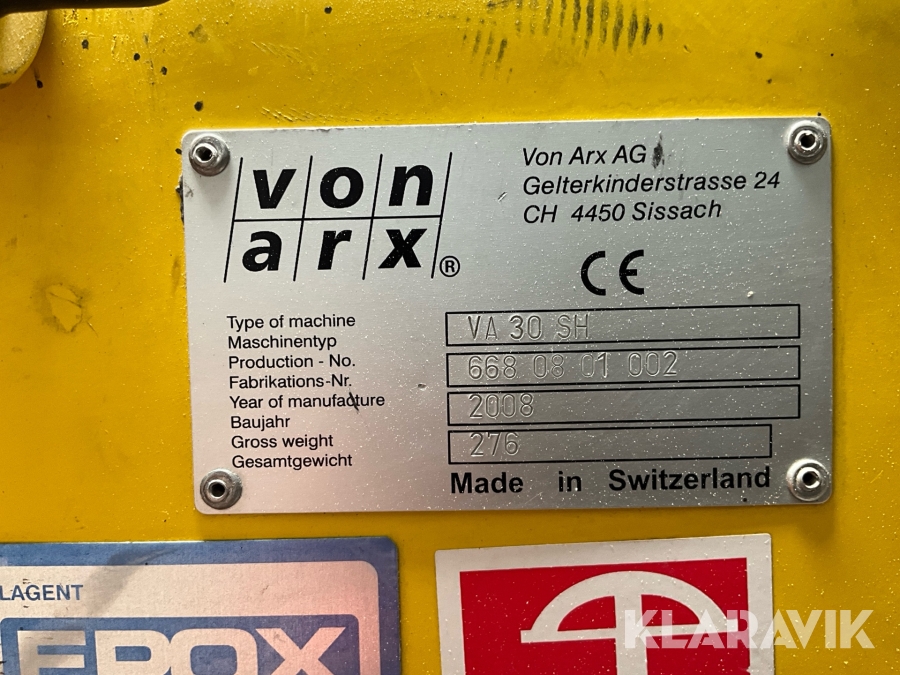 von
arx®
Von Arx AG
Gelterkinderstrasse 24
CH 4450 Sissach
CE
Type of machine
Maschinentyp
VA 30 SH
Production - No.
Fabrikations-Nr.
668 08 01 002
Year of manufacture
Baujahr
2008
Gross weight
Gesamtgewicht
276
Made in Switzerland
LAGENT
EPOX
KLARAVIK